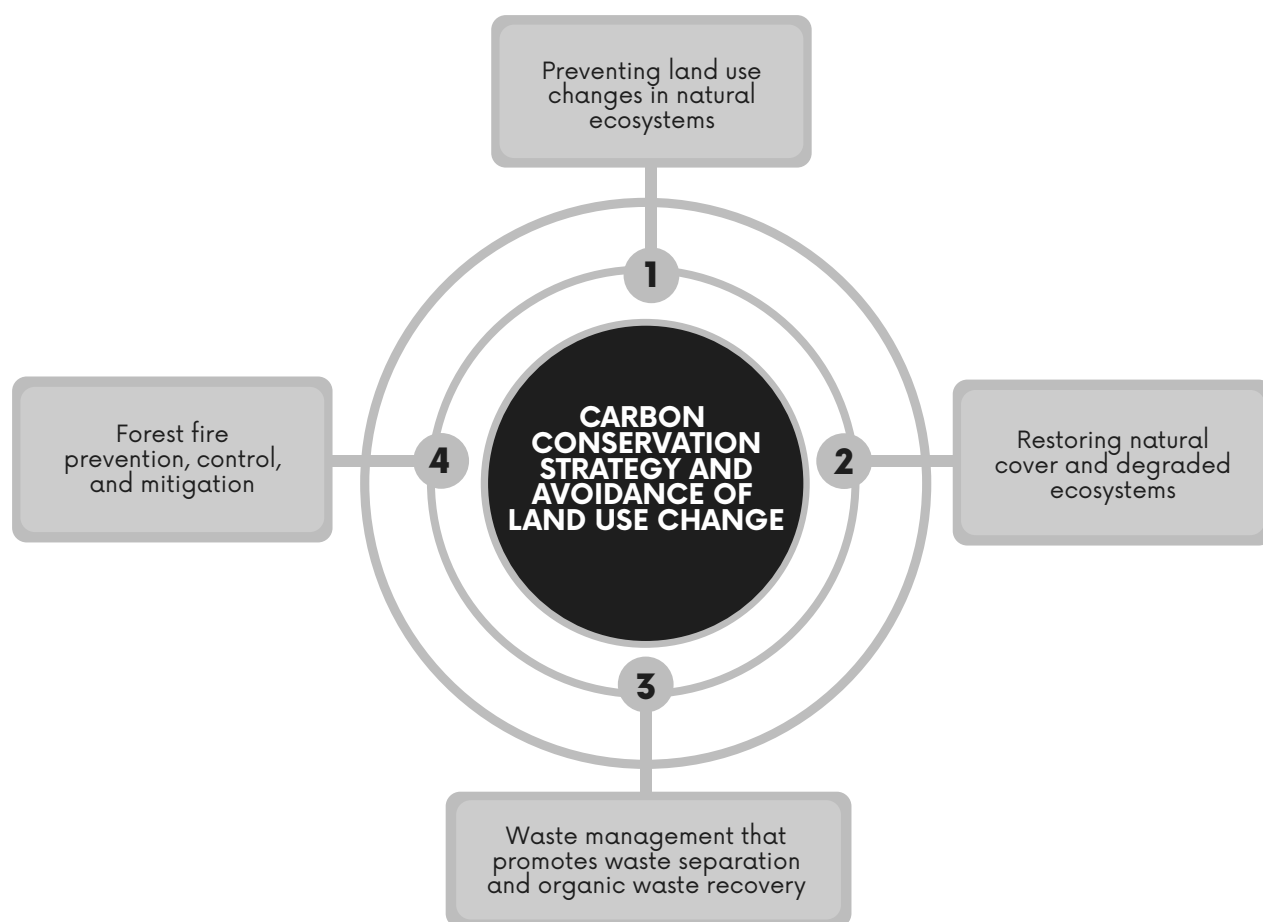 Preventing land use
changes in natural
ecosystems
1
CARBON
CONSERVATION
STRATEGY AND
AVOIDANCE OF
LAND USE CHANGE
2
Restoring natural
cover and degraded
ecosystems
3
Waste management that
promotes waste separation
and organic waste recovery
4
Forest fire
prevention, control,
and mitigation